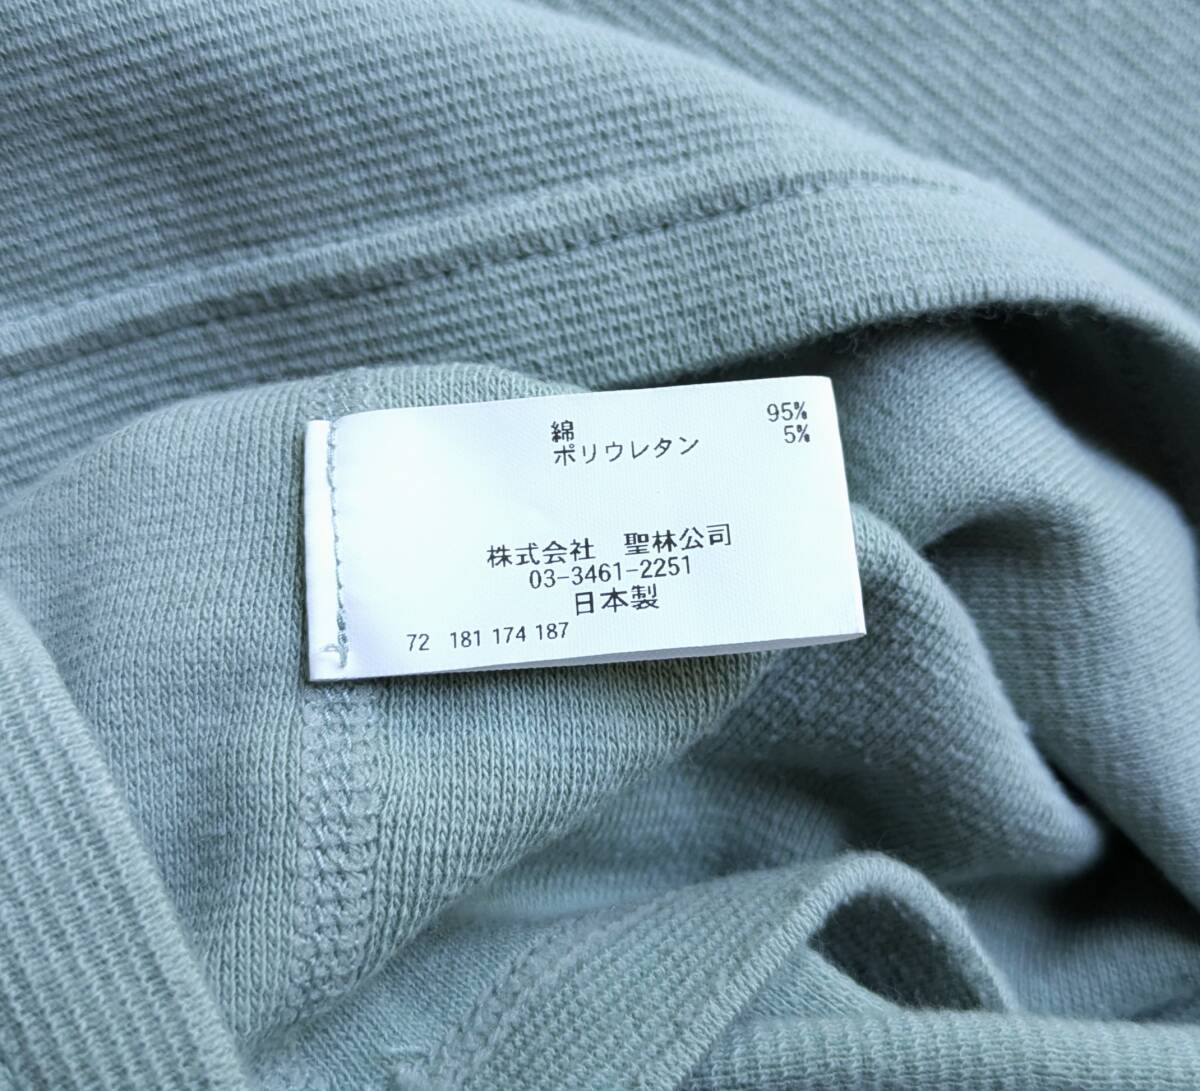 綿 95%
ポリウレタン 5%
株式会社 聖林公司
03-3461-2251
日本製
72 181 174 187